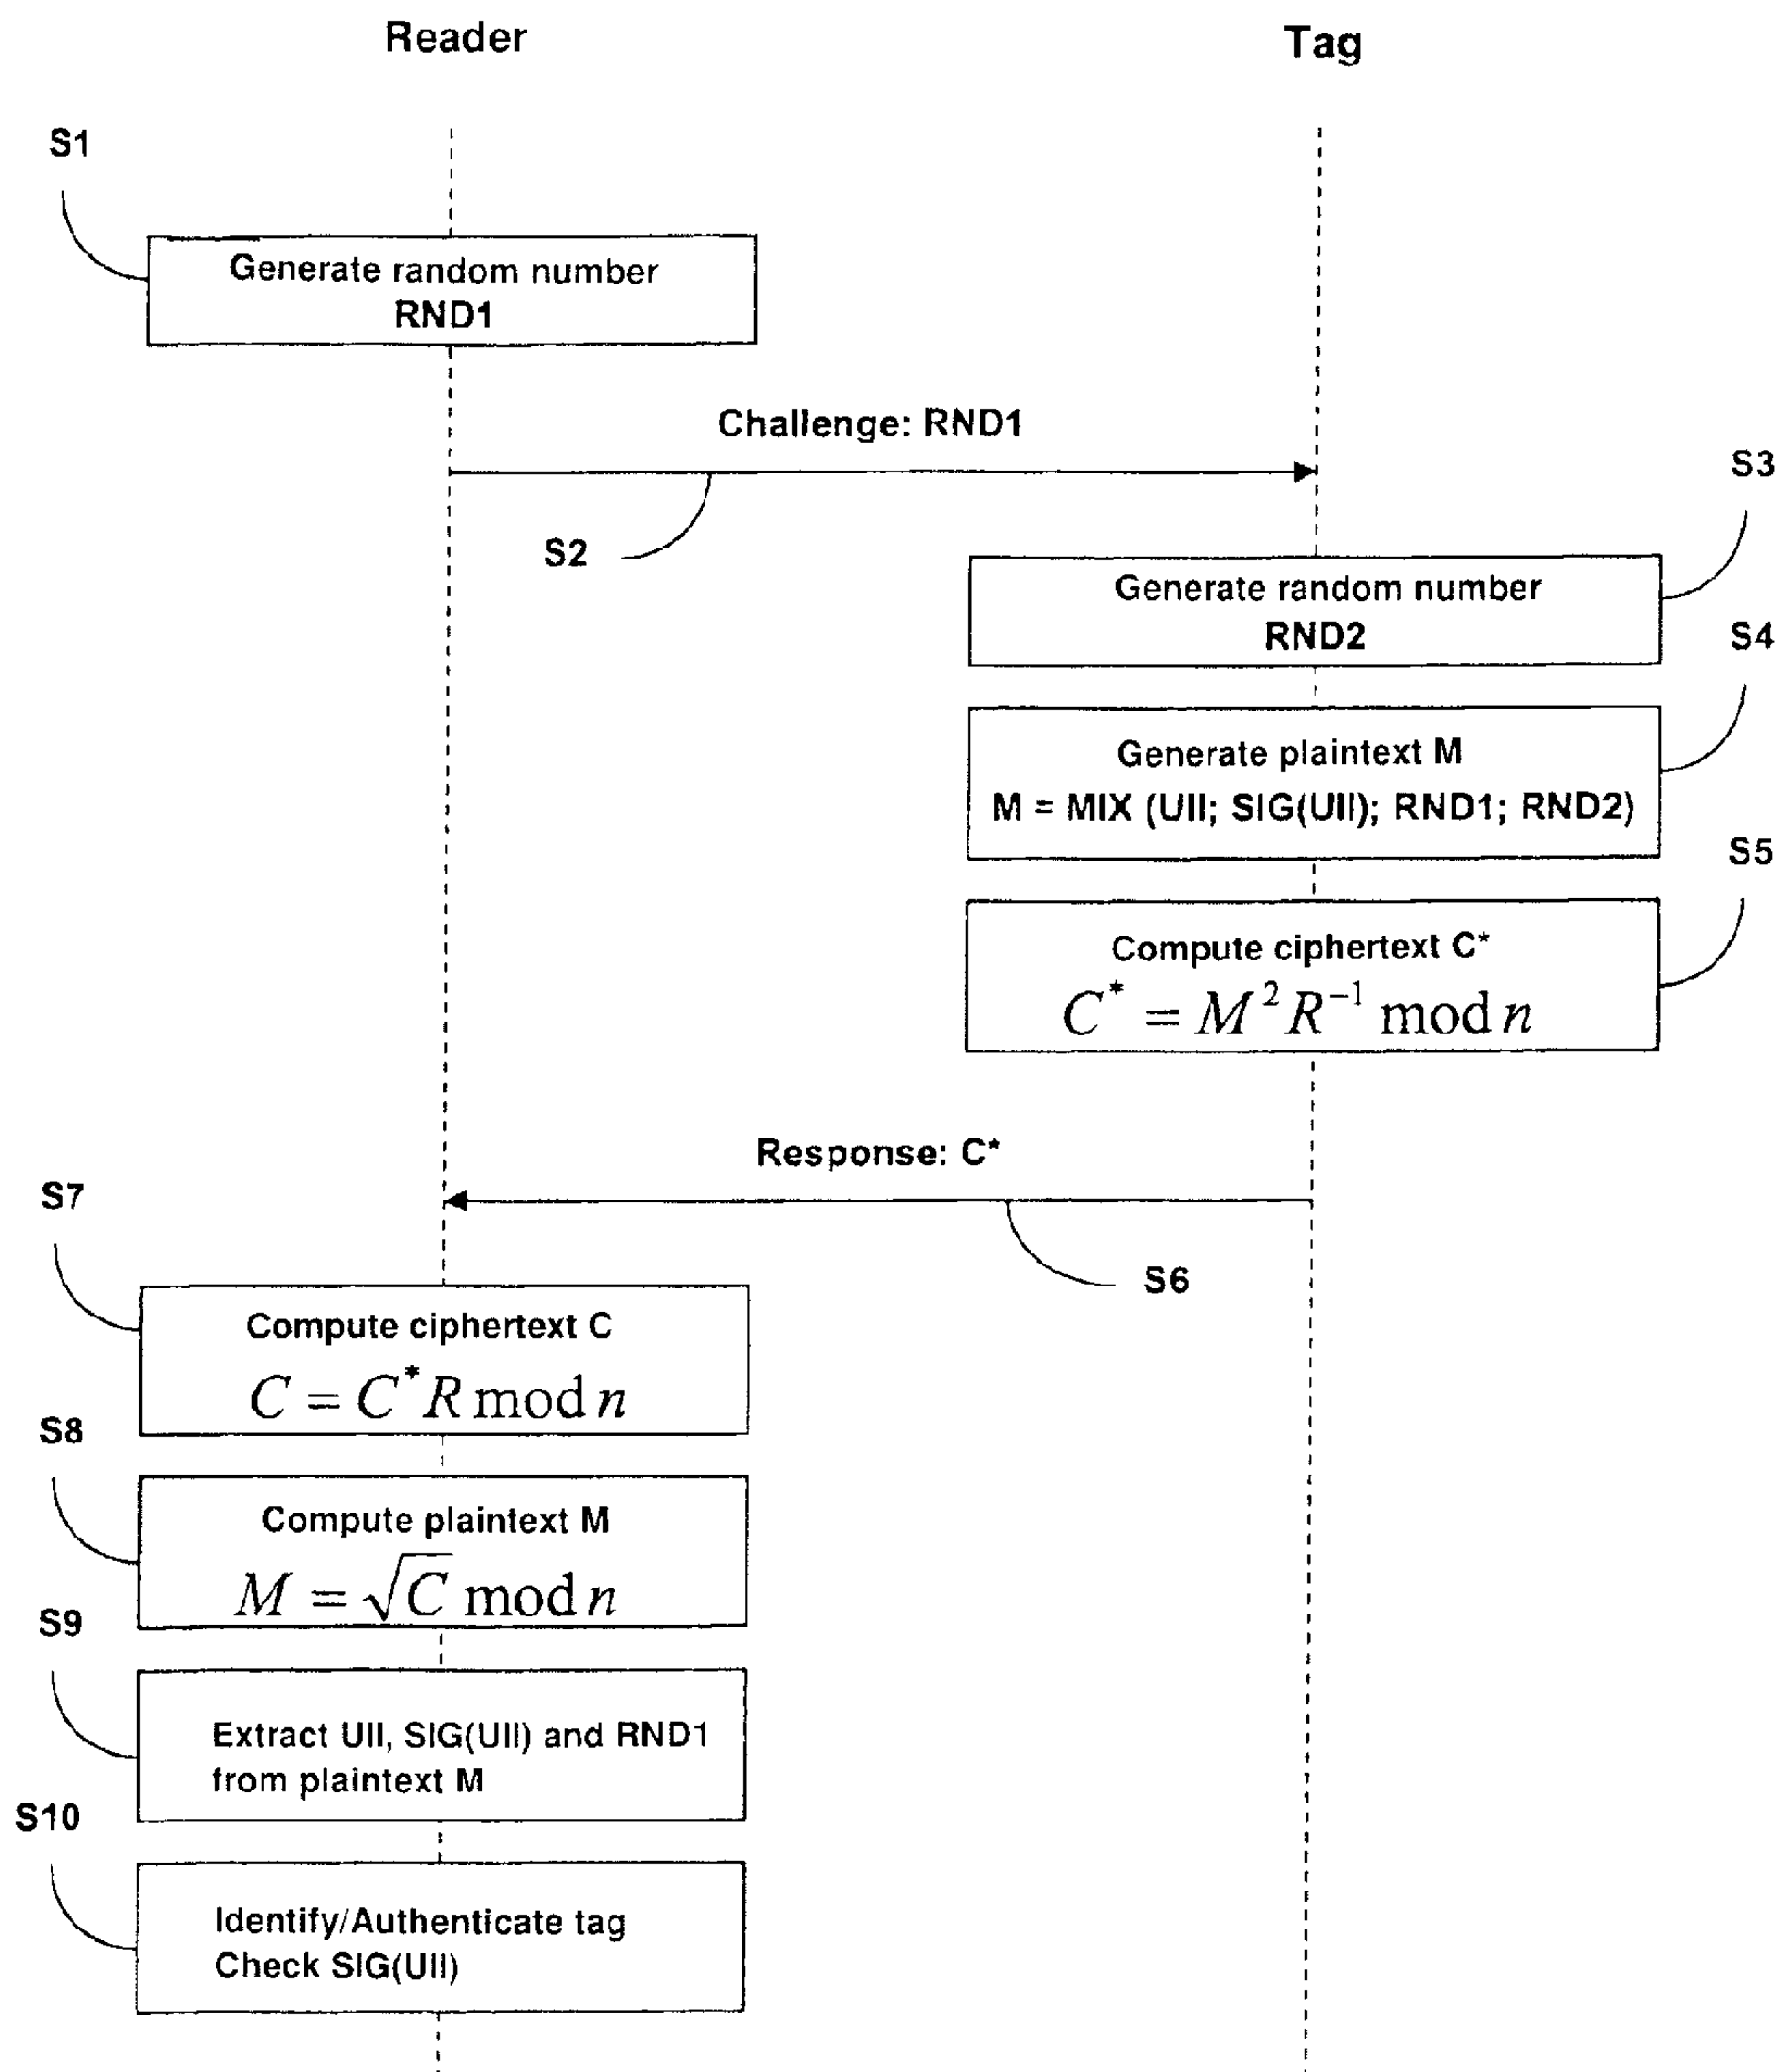 Reader
Tag
S1
Generate random number
RND1
Challenge: RND1
S2
S3
Generate random number
RND2
S4
Generate plaintext M
M = MIX (UII; SIG(UII); RND1; RND2)
S5
Compute ciphertext C*
C* = M²R⁻¹ mod n
Response: C*
S6
S7
Compute ciphertext C
C = C*R mod n
S8
Compute plaintext M
M = √C mod n
S9
Extract UII, SIG(UII) and RND1
from plaintext M
S10
Identify/Authenticate tag
Check SIG(UII)